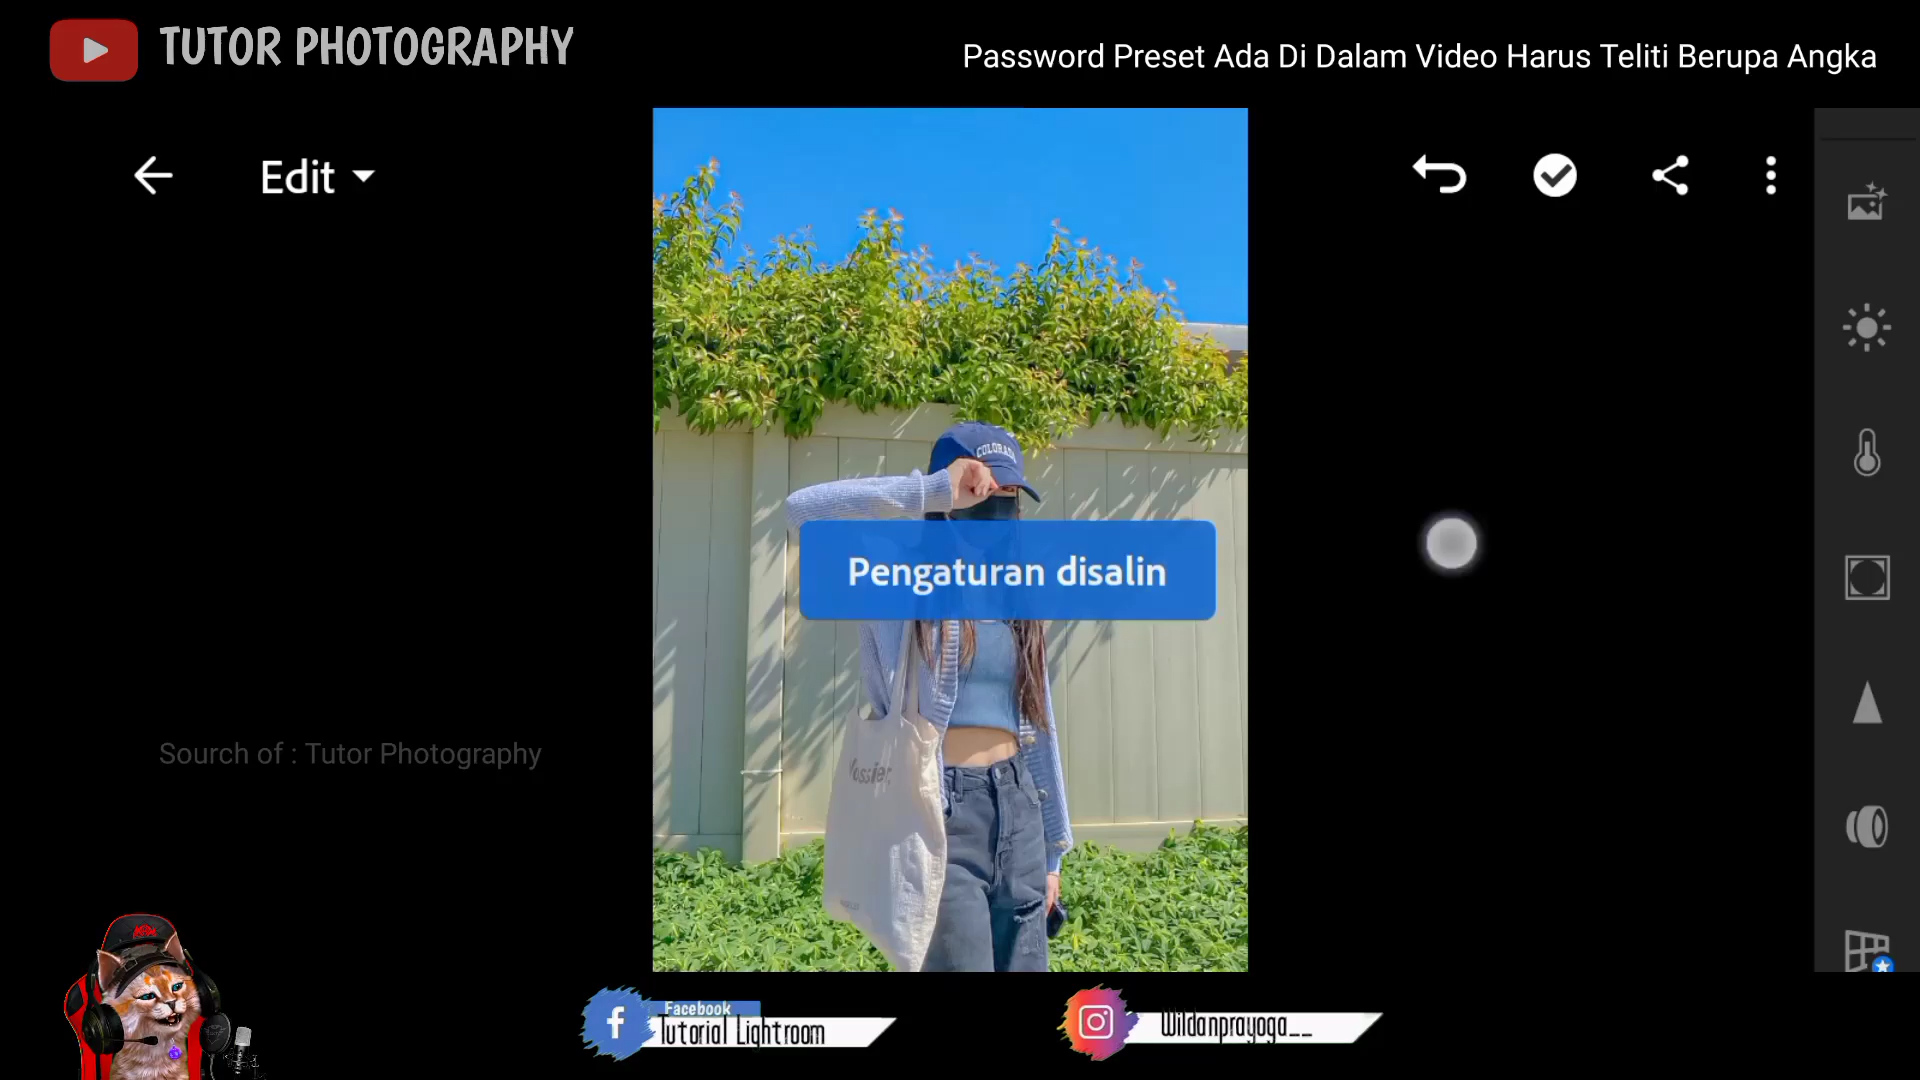 TUTOR PHOTOGRAPHY
Password Preset Ada Di Dalam Video Harus Teliti Berupa Angka
Edit
COLORADO
Pengaturan disalin
Sourch of : Tutor Photography
Facebook
Tutorial Lightroom
Wildanprayoga__